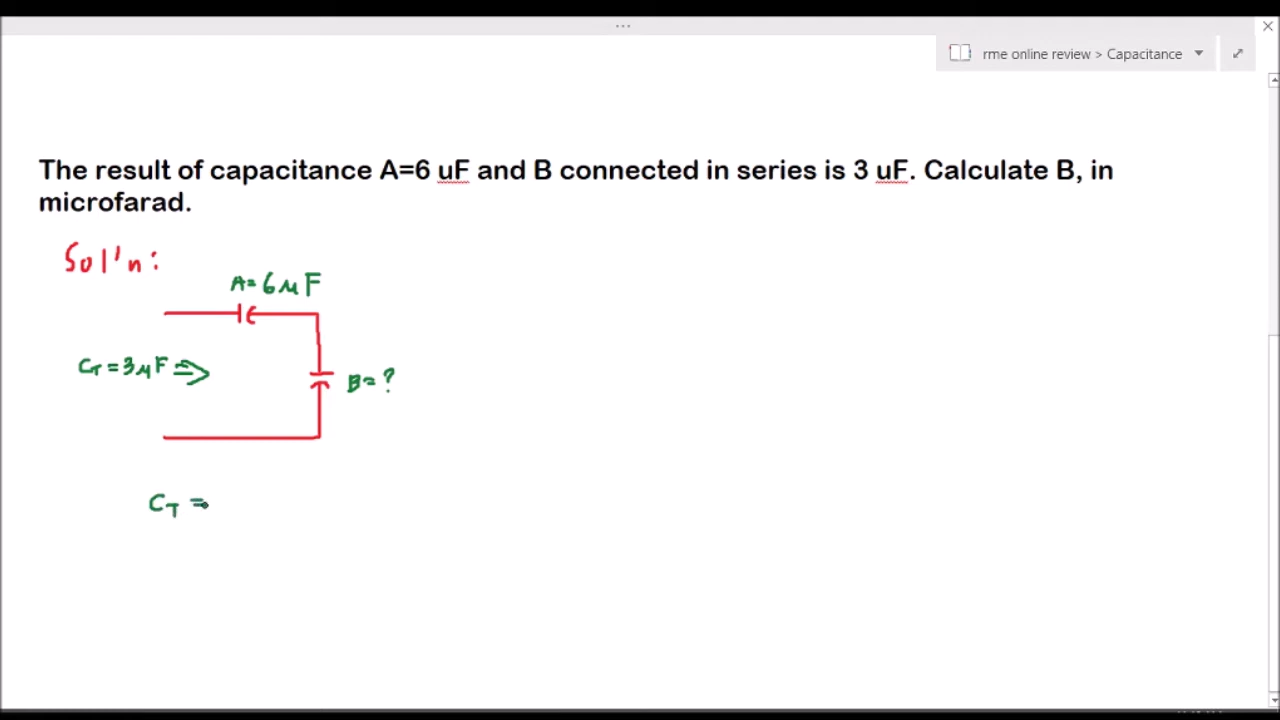 rme online review > Capacitance
The result of capacitance A=6 uF and B connected in series is 3 uF. Calculate B, in
microfarad.
Sol'n:
A=6μF
CT=3μF ⇒
B=?
CT =